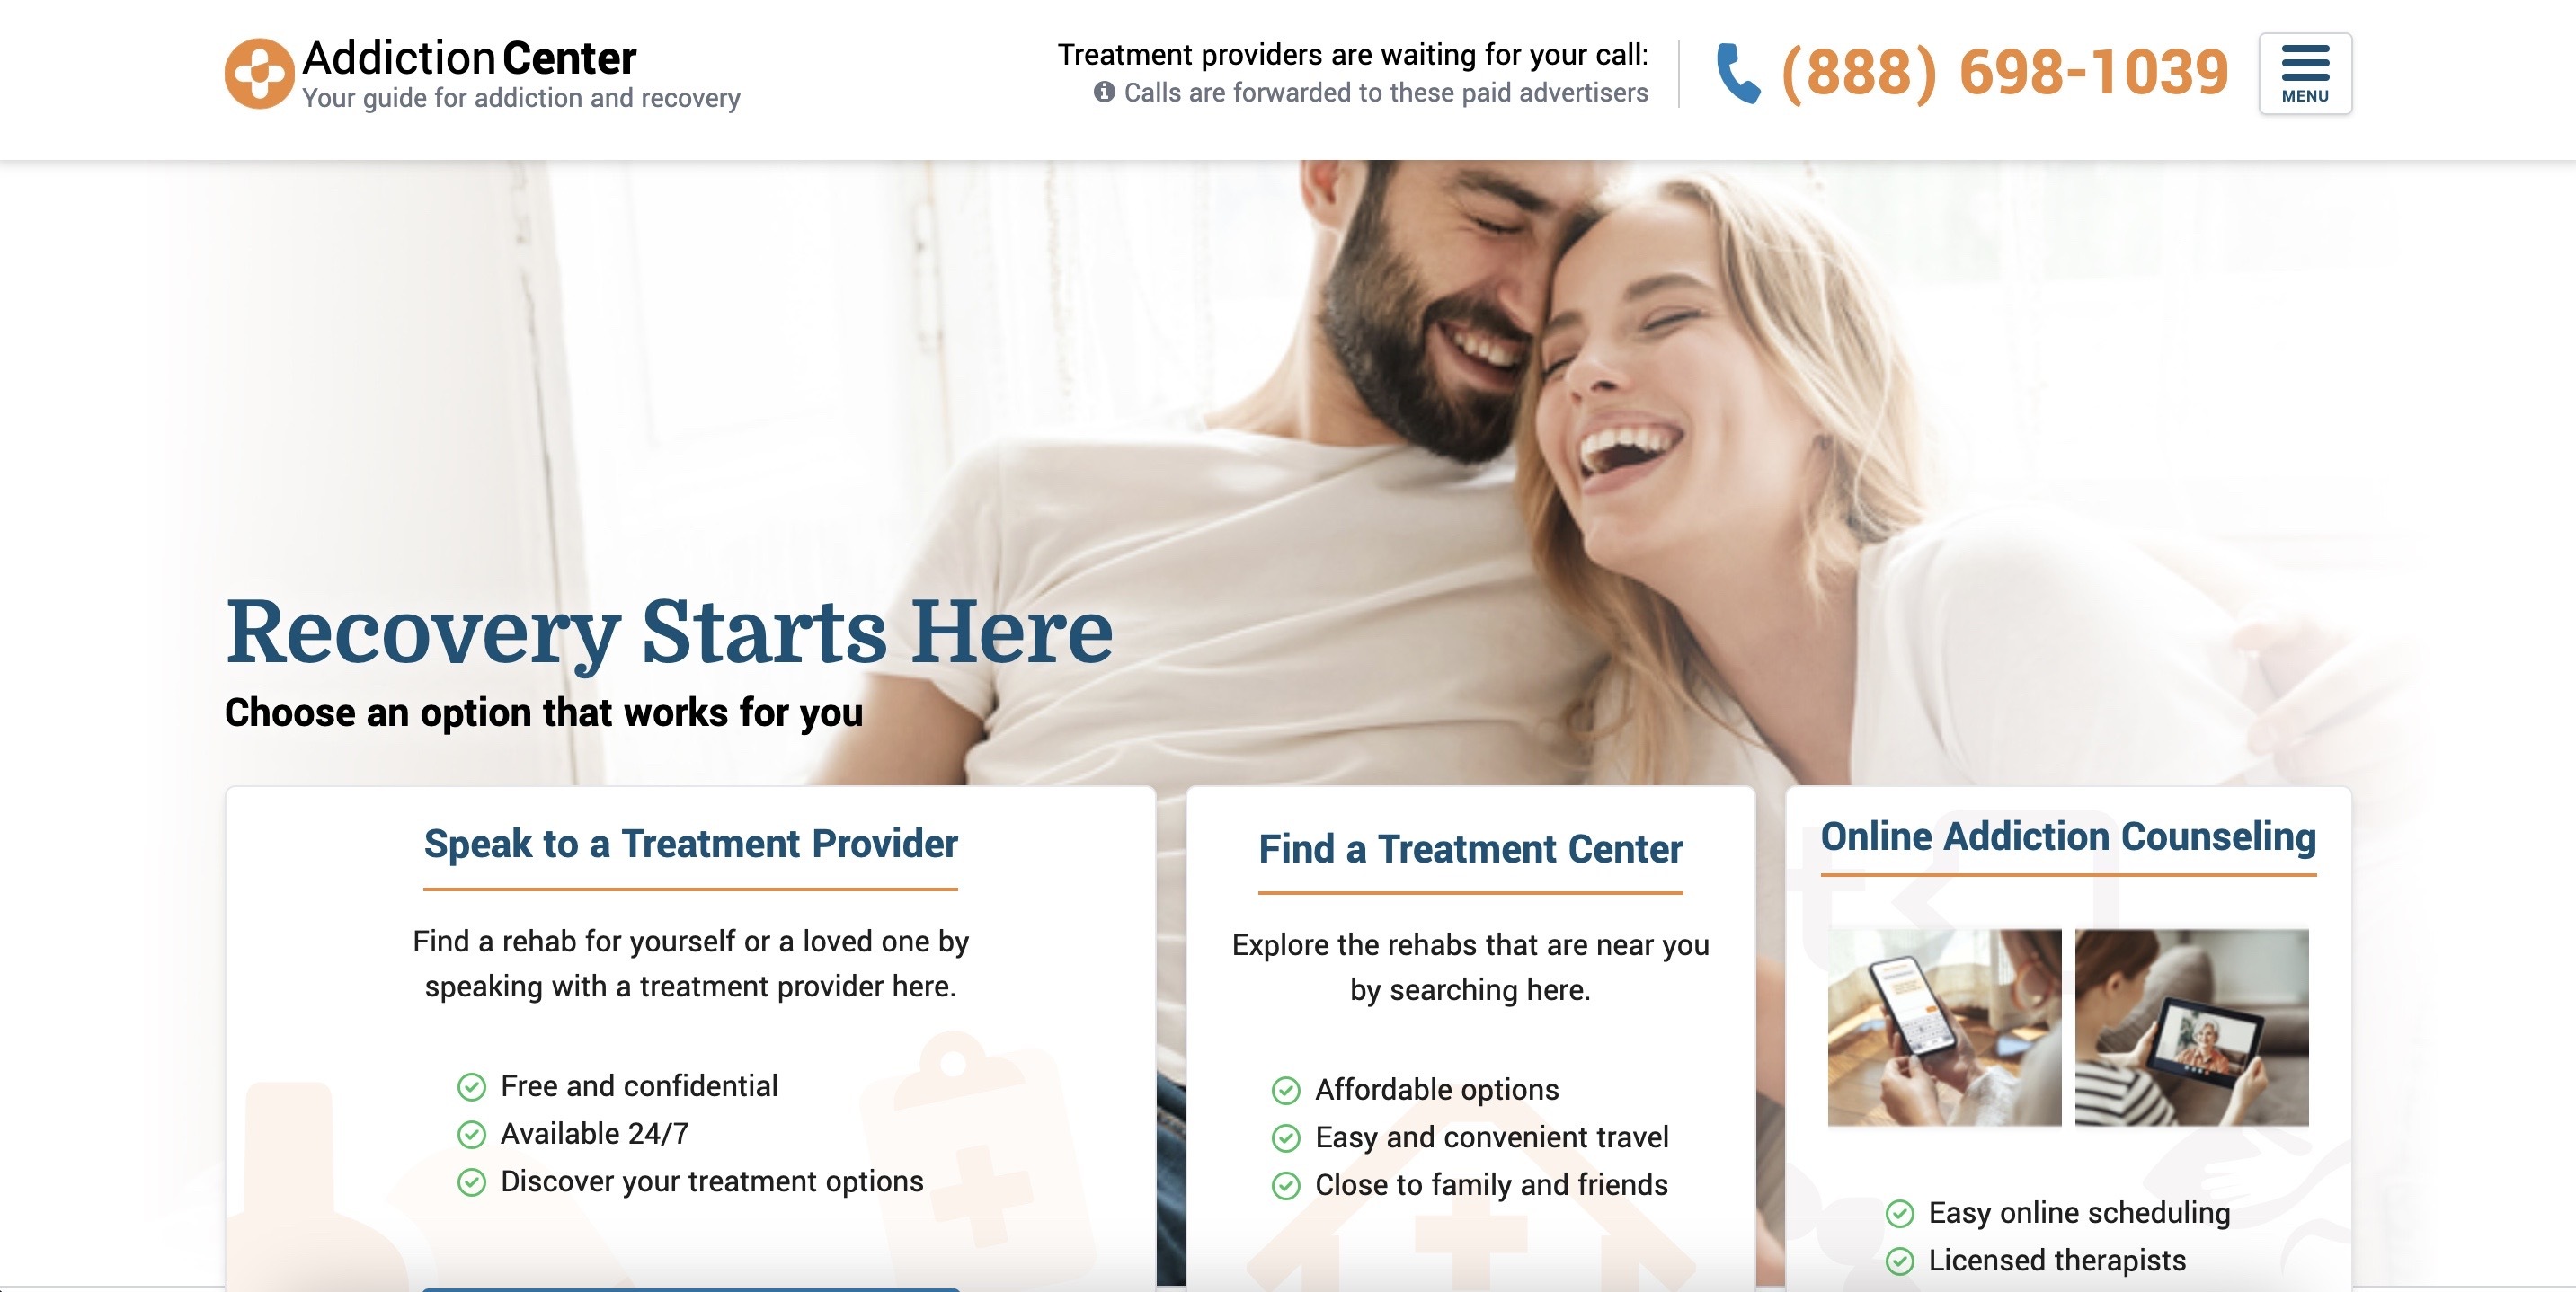 Addiction Center
Your guide for addiction and recovery
Treatment providers are waiting for your call:
Calls are forwarded to these paid advertisers
(888) 698-1039
MENU
Recovery Starts Here
Choose an option that works for you
Speak to a Treatment Provider
Find a rehab for yourself or a loved one by
speaking with a treatment provider here.
Free and confidential
Available 24/7
Discover your treatment options
Find a Treatment Center
Explore the rehabs that are near you
by searching here.
Affordable options
Easy and convenient travel
Close to family and friends
Online Addiction Counseling
Easy online scheduling
Licensed therapists